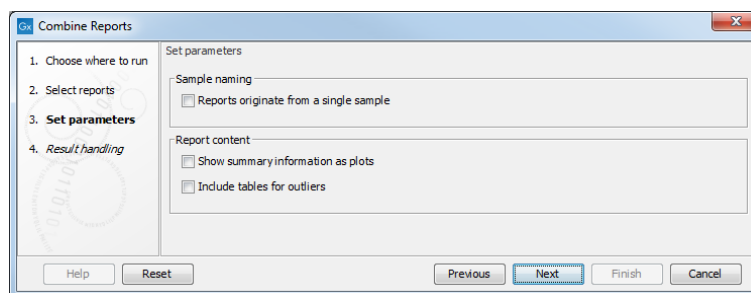 Gx Combine Reports
X
1. Choose where to run
2. Select reports
3. Set parameters
4. Result handling
Set parameters
Sample naming
Reports originate from a single sample
Report content
Show summary information as plots
Include tables for outliers
Help Reset Previous Next Finish Cancel